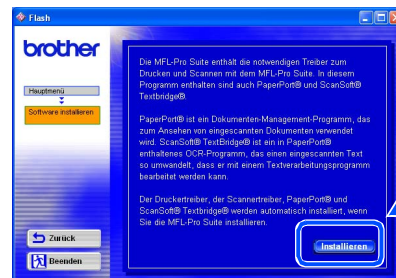 Flash
brother
Hauptmenü
Software installieren
Die MFL-Pro Suite enthält die notwendigen Treiber zum
Drucken und Scannen mit dem MFL-Pro Suite. In diesem
Programm enthalten sind auch PaperPort® und ScanSoft®
Textbridge®.
PaperPort® ist ein Dokumenten-Management-Programm, das
zum Ansehen von eingescannten Dokumenten verwendet
wird. ScanSoft® TextBridge® ist ein in PaperPort®
enthaltenes OCR-Programm, das einen eingescannten Text
so umwandelt, dass er mit einem Textverarbeitungsprogramm
bearbeitet werden kann.
Der Druckertreiber, der Scannertreiber, PaperPort® und
ScanSoft® Textbridge® werden automatisch installiert, wenn
Sie die MFL-Pro Suite installieren.
Zurück
Beenden
Installieren